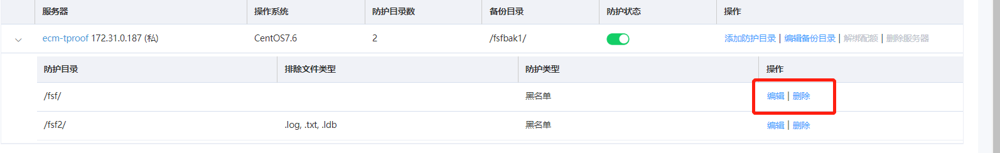 服务器 操作系统 防护目录数 备份目录 防护状态 操作
ecm-tproof 172.31.0.187 (私) CentOS7.6 2 /fsfbak1/ 添加防护目录 | 编辑备份目录 | 解绑配额 | 删除服务器
防护目录 排除文件类型 防护类型 操作
/fsf/ 黑名单 编辑 | 删除
/fsf2/ .log, .txt, .ldb 黑名单 编辑 | 删除